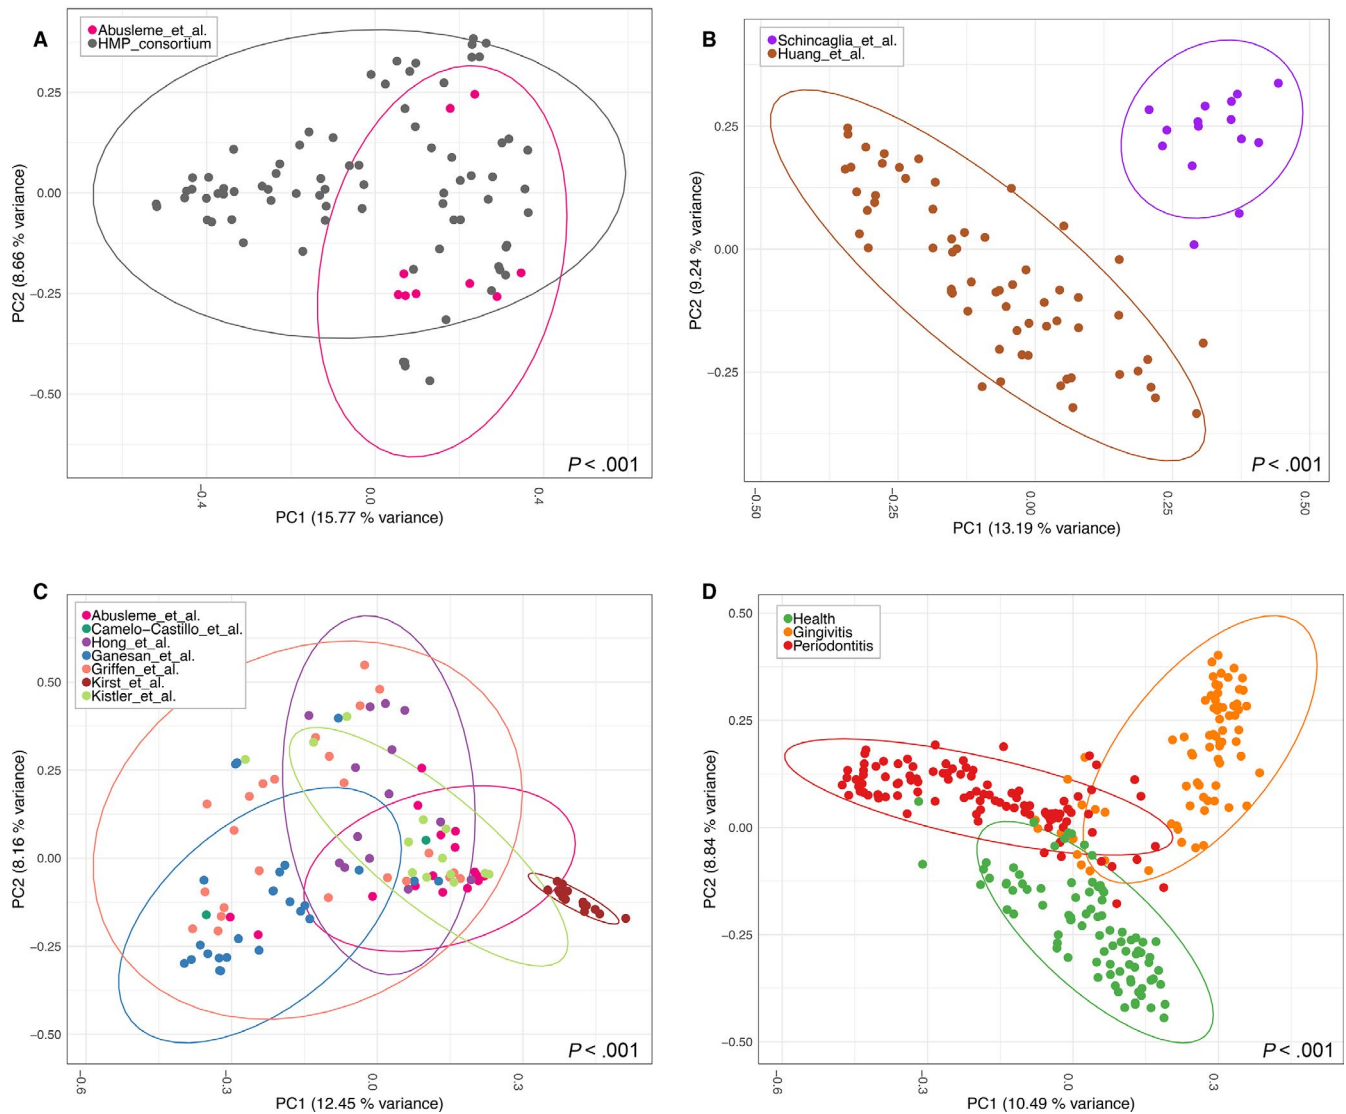 A
Abusleme_et_al.
HMP_consortium
0.25
0.00
−0.25
−0.50
PC2 (8.66 % variance)
−0.4
0.0
0.4
PC1 (15.77 % variance)
P < .001
B
Schincaglia_et_al.
Huang_et_al.
0.25
0.00
−0.25
PC2 (9.24 % variance)
−0.50
−0.25
0.00
0.25
0.50
PC1 (13.19 % variance)
P < .001
C
Abusleme_et_al.
Camelo−Castillo_et_al.
Hong_et_al.
Ganesan_et_al.
Griffen_et_al.
Kirst_et_al.
Kistler_et_al.
0.50
0.25
0.00
−0.25
−0.50
PC2 (8.16 % variance)
−0.6
−0.3
0.0
0.3
PC1 (12.45 % variance)
P < .001
D
Health
Gingivitis
Periodontitis
0.50
0.25
0.00
−0.25
−0.50
PC2 (8.84 % variance)
−0.6
−0.3
0.0
0.3
PC1 (10.49 % variance)
P < .001